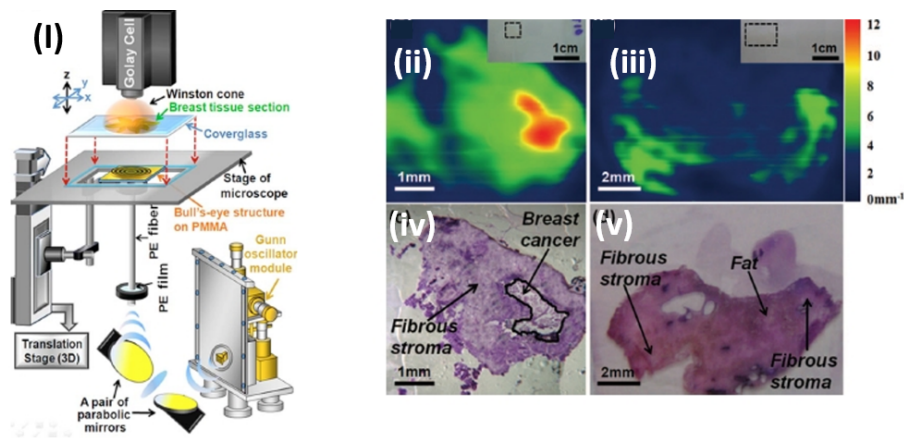 (I)
Golay Cell
z
y
x
Winston cone
Breast tissue section
Coverglass
Stage of
microscope
Bull's-eye structure
on PMMA
PE fiber
PE film
Gunn
oscillator
module
Translation
Stage (3D)
A pair of
parabolic
mirrors
(ii)
1cm
1mm
(iii)
1cm
2mm
12
10
8
6
4
2
0mm-1
(iv)
Breast
cancer
Fibrous
stroma
1mm
(v)
Fibrous
stroma
Fat
Fibrous
stroma
2mm